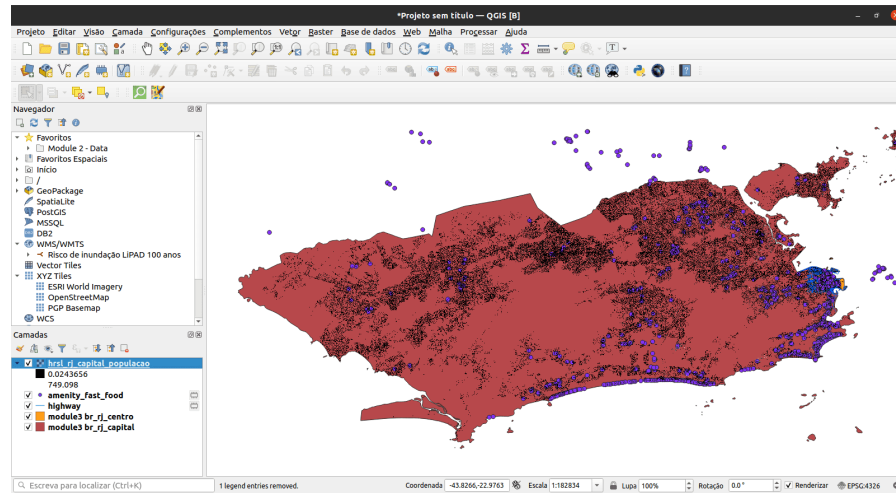 *Projeto sem título — QGIS [B]
Projeto Editar Visão Camada Configurações Complementos Vetor Raster Base de dados Web Malha Processar Ajuda
Navegador
Favoritos
Module 2 - Data
Favoritos Espaciais
Início
/
GeoPackage
SpatiaLite
PostGIS
MSSQL
DB2
WMS/WMTS
Risco de inundação LiPAD 100 anos
Vector Tiles
XYZ Tiles
ESRI World Imagery
OpenStreetMap
PGP Basemap
WCS
Camadas
hrsl_rj_capital_populacao
0.0243656
749.098
amenity_fast_food
highway
module3 br_rj_centro
module3 br_rj_capital
Escreva para localizar (Ctrl+K) 1 legend entries removed. Coordenada -43.8266,-22.9763 Escala 1:182834 Lupa 100% Rotação 0.0° Renderizar EPSG:4326